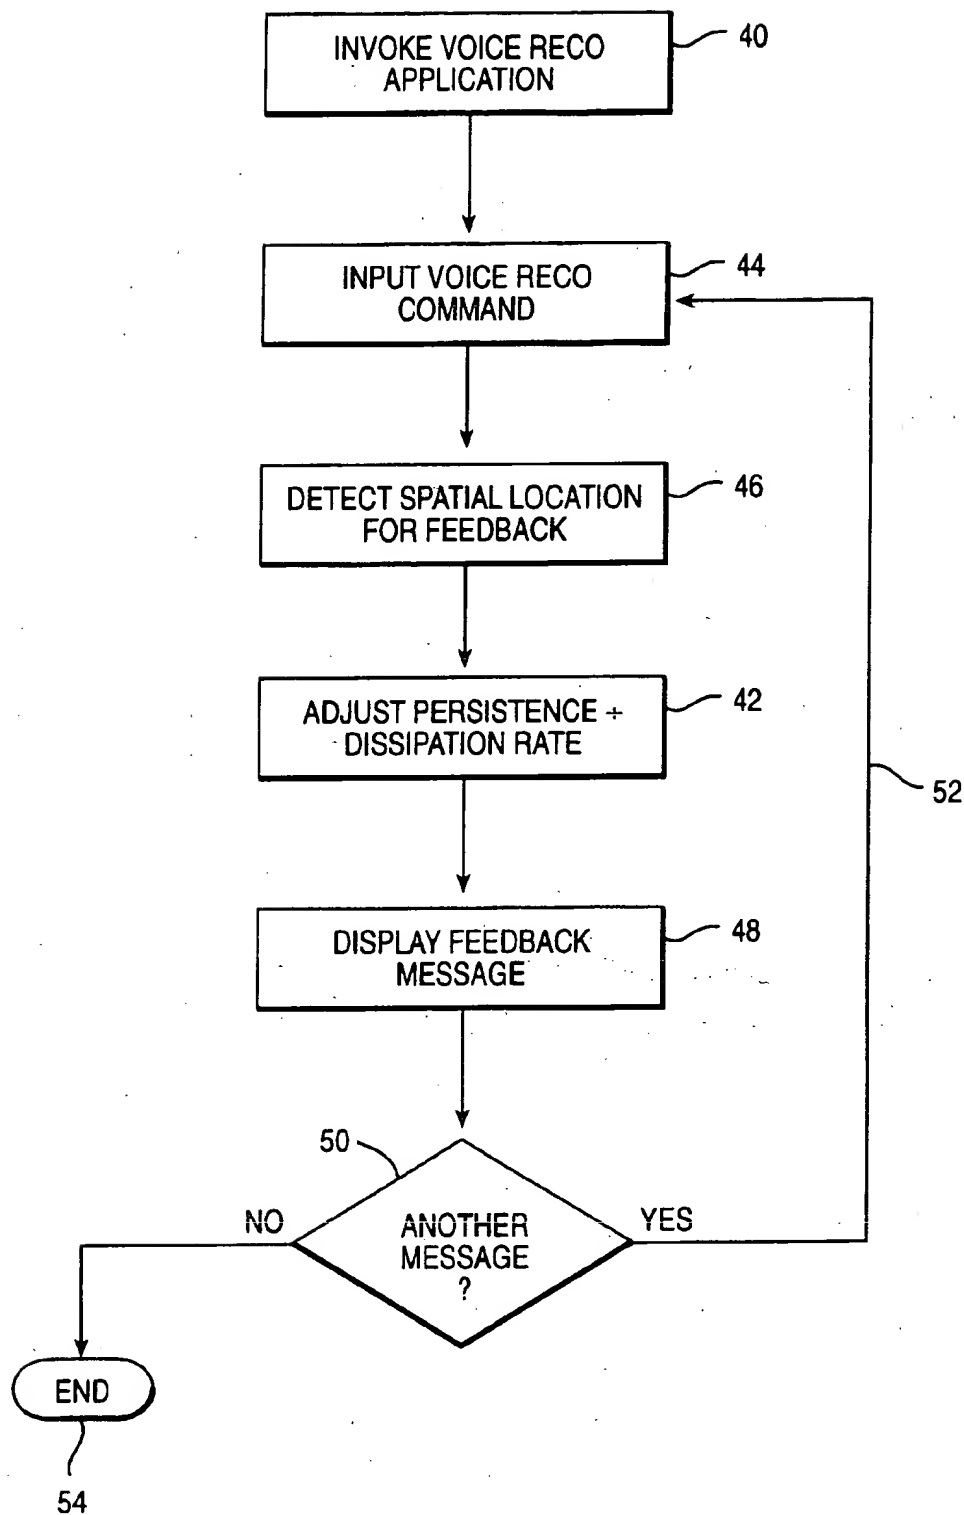 INVOKE VOICE RECO
APPLICATION
40
INPUT VOICE RECO
COMMAND
44
DETECT SPATIAL LOCATION
FOR FEEDBACK
46
ADJUST PERSISTENCE ÷
DISSIPATION RATE
42
52
DISPLAY FEEDBACK
MESSAGE
48
50
NO
ANOTHER
MESSAGE
?
YES
END
54